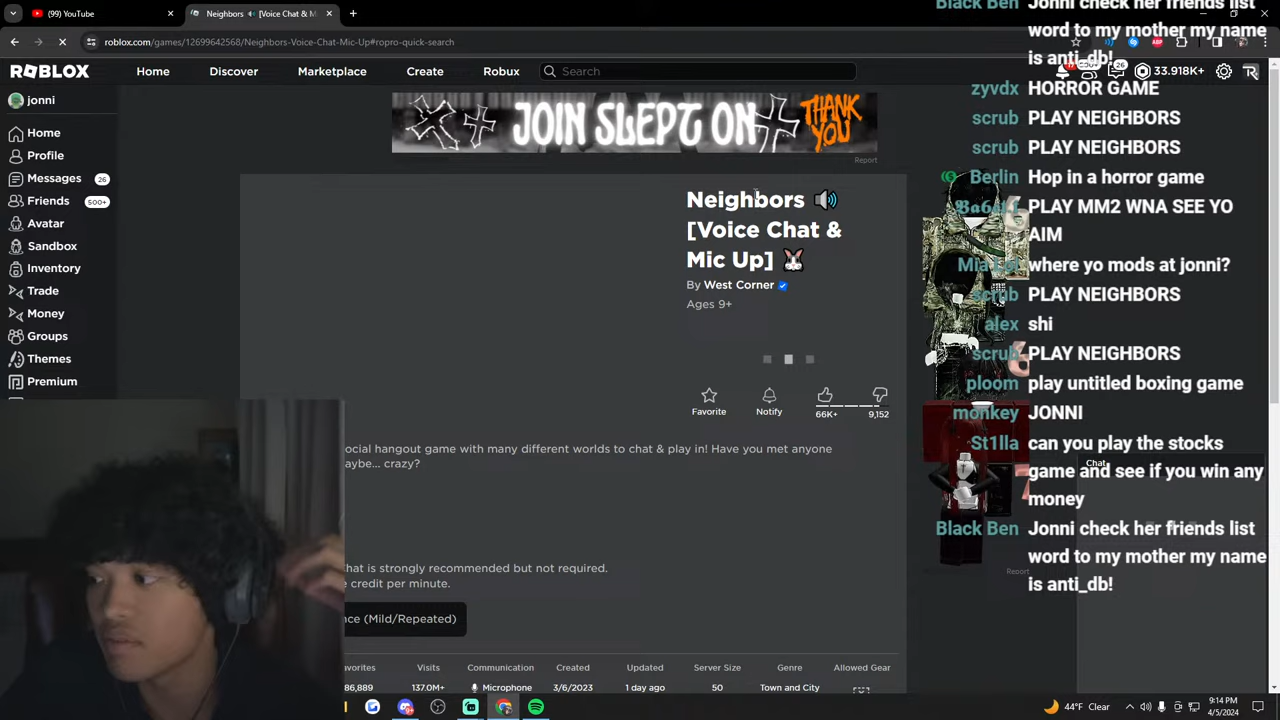 (99) YouTube
Neighbors 🔊 [Voice Chat & M
roblox.com/games/12699642568/Neighbors-Voice-Chat-Mic-Up
ropro-quick-sear
ROBLOX
Home
Discover
Create
Robux
Search
33.918K+
jonni
Home
Profile
Messages 26
Friends 500+
Avatar
Sandbox
Inventory
Trade
Money
Groups
Themes
Premium
JOIN SLEPT ON
THANK YOU
Report
Neighbors 🔊
[Voice Chat &
Mic Up] 🐰
By West Corner
Ages 9+
Favorite
Notify
66K+
9,152
ocial hangout game with many different worlds to chat & play in! Have you met anyone
aybe... crazy?
hat is strongly recommended but not required.
e credit per minute.
nce (Mild/Repeated)
avorites
Visits
Communication
Created
Updated
Server Size
Genre
Allowed Gear
86,889
137.0M+
Microphone
3/6/2023
1 day ago
50
Town and City
Black Ben Jonni check her friends list
word to my mother my name
is anti_db!
zyvdx HORROR GAME
scrub PLAY NEIGHBORS
scrub PLAY NEIGHBORS
Berlin Hop in a horror game
PLAY MM2 WNA SEE YO
AIM
where yo mods at jonni?
scrub PLAY NEIGHBORS
alex shi
scrub PLAY NEIGHBORS
ploom play untitled boxing game
monkey JONNI
St1lla can you play the stocks
game and see if you win any
money
Black Ben Jonni check her friends list
word to my mother my name
is anti_db!
Chat
Report
44°F Clear
9:14 PM
4/5/2024